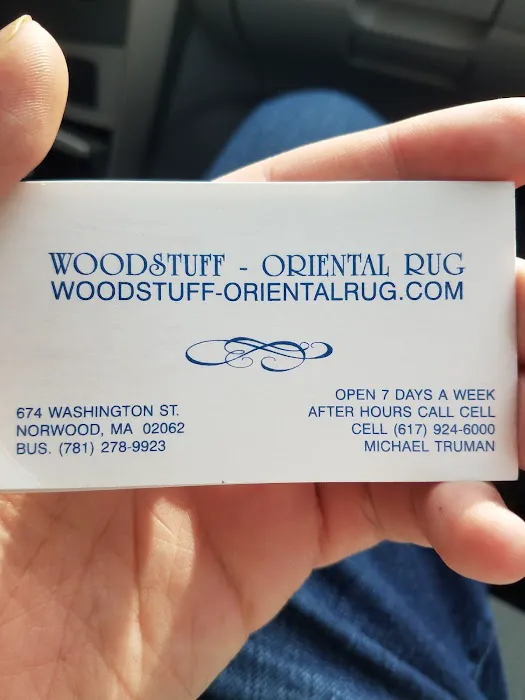 WOODSTUFF - ORIENTAL RUG
WOODSTUFF-ORIENTALRUG.COM
674 WASHINGTON ST.
NORWOOD, MA 02062
BUS. (781) 278-9923
OPEN 7 DAYS A WEEK
AFTER HOURS CALL CELL
CELL (617) 924-6000
MICHAEL TRUMAN